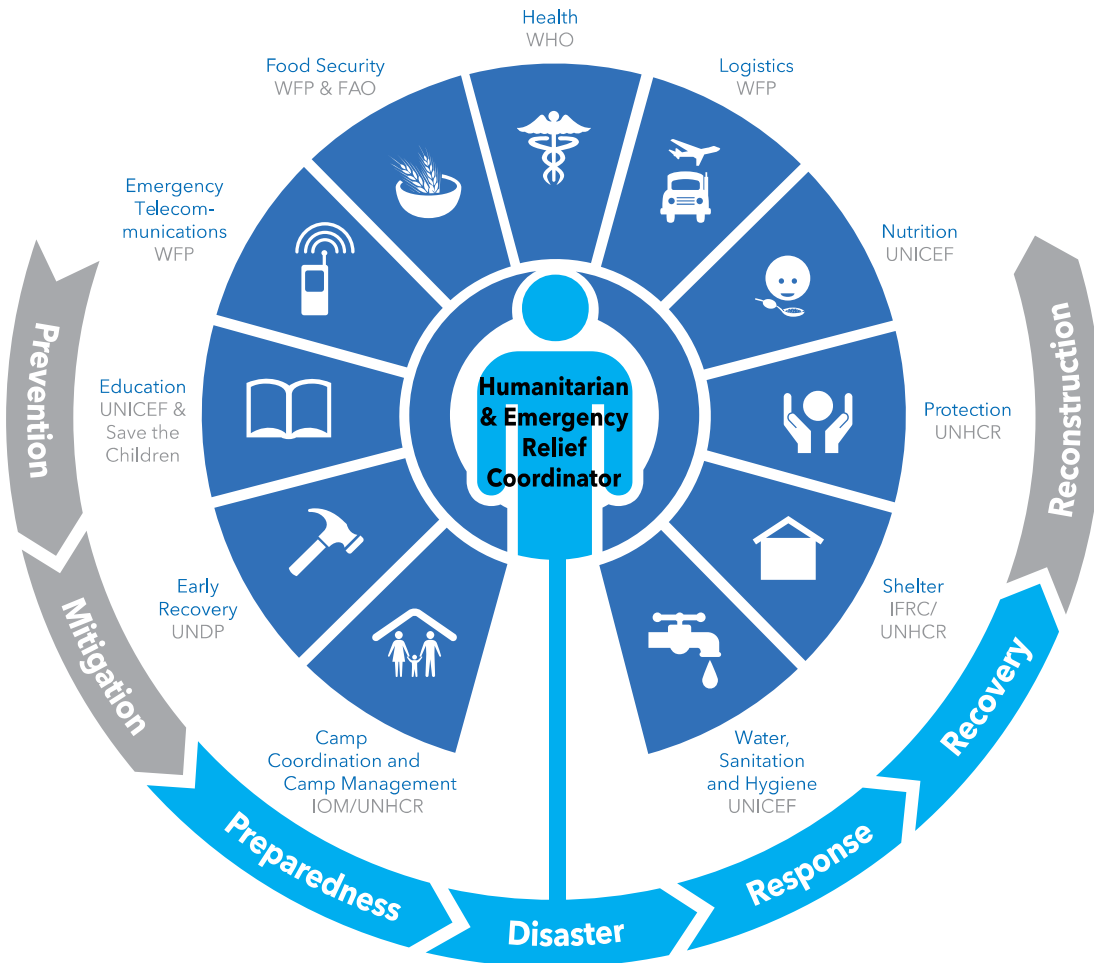 Health
WHO
Logistics
WFP
Nutrition
UNICEF
Protection
UNHCR
Shelter
IFRC/
UNHCR
Water,
Sanitation
and Hygiene
UNICEF
Camp
Coordination and
Camp Management
IOM/UNHCR
Early
Recovery
UNDP
Education
UNICEF &
Save the
Children
Emergency
Telecom-
munications
WFP
Food Security
WFP & FAO
Humanitarian
& Emergency
Relief
Coordinator
Prevention
Mitigation
Preparedness
Disaster
Response
Recovery
Reconstruction